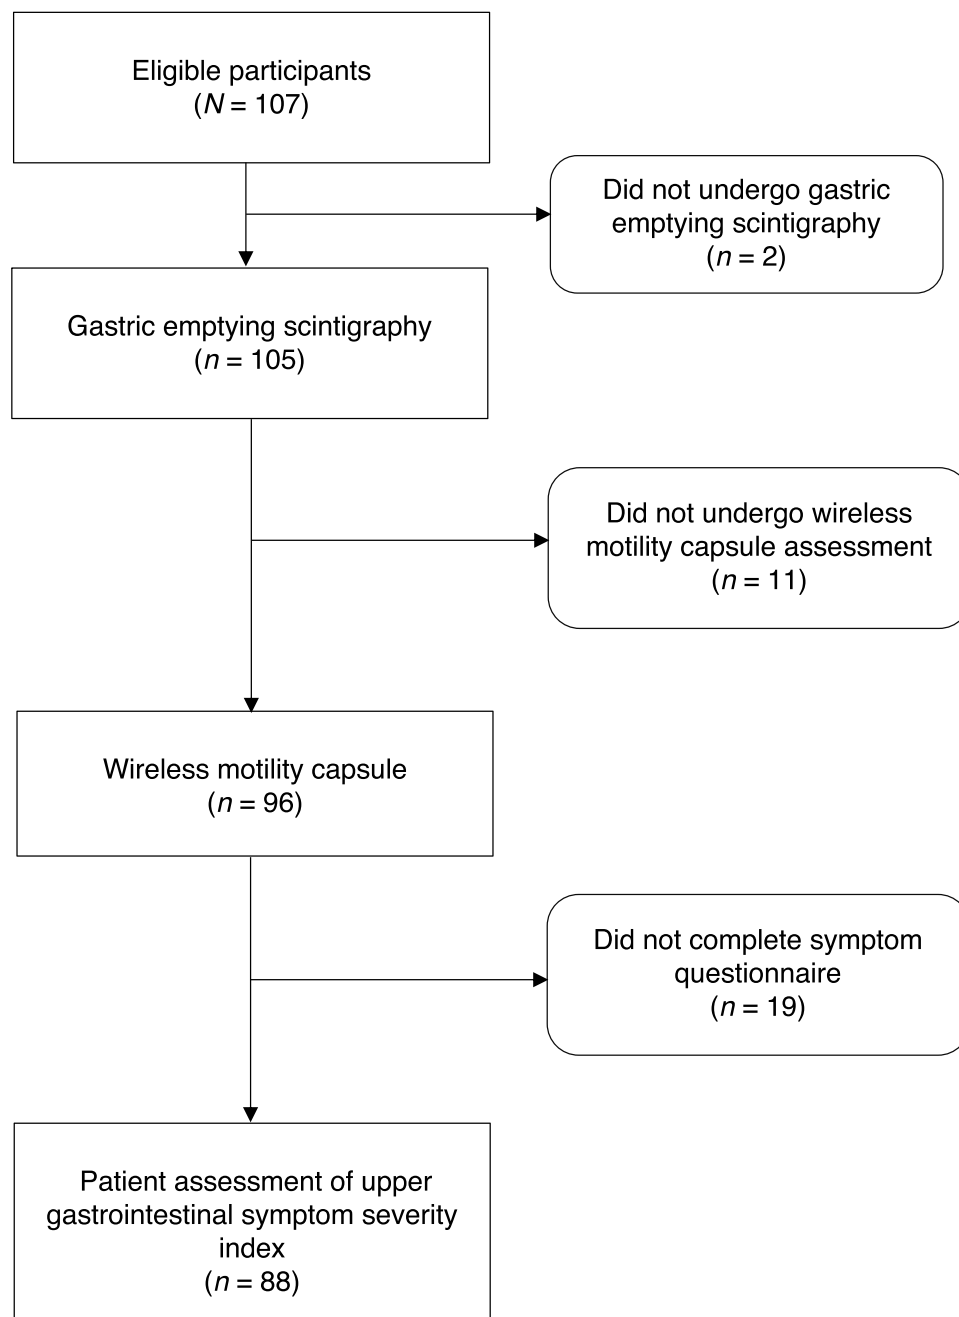 Eligible participants
(N = 107)
Did not undergo gastric
emptying scintigraphy
(n = 2)
Gastric emptying scintigraphy
(n = 105)
Did not undergo wireless
motility capsule assessment
(n = 11)
Wireless motility capsule
(n = 96)
Did not complete symptom
questionnaire
(n = 19)
Patient assessment of upper
gastrointestinal symptom severity
index
(n = 88)